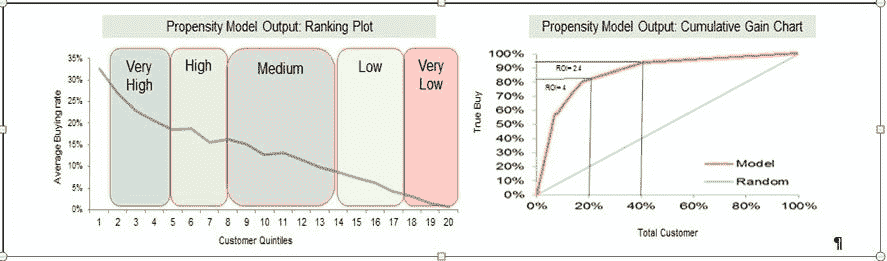 Propensity Model Output: Ranking Plot
Very High
High
Medium
Low
Very Low
35%
30%
25%
20%
15%
10%
5%
0%
Average Buying rate
1 2 3 4 5 6 7 8 9 10 11 12 13 14 15 16 17 18 19 20
Customer Quintiles
Propensity Model Output: Cumulative Gain Chart
100%
90%
80%
70%
60%
50%
40%
30%
20%
10%
0%
True Buy
ROI= 2.4
ROI= 4
Model
Random
0% 20% 40% 60% 80% 100%
Total Customer
¶